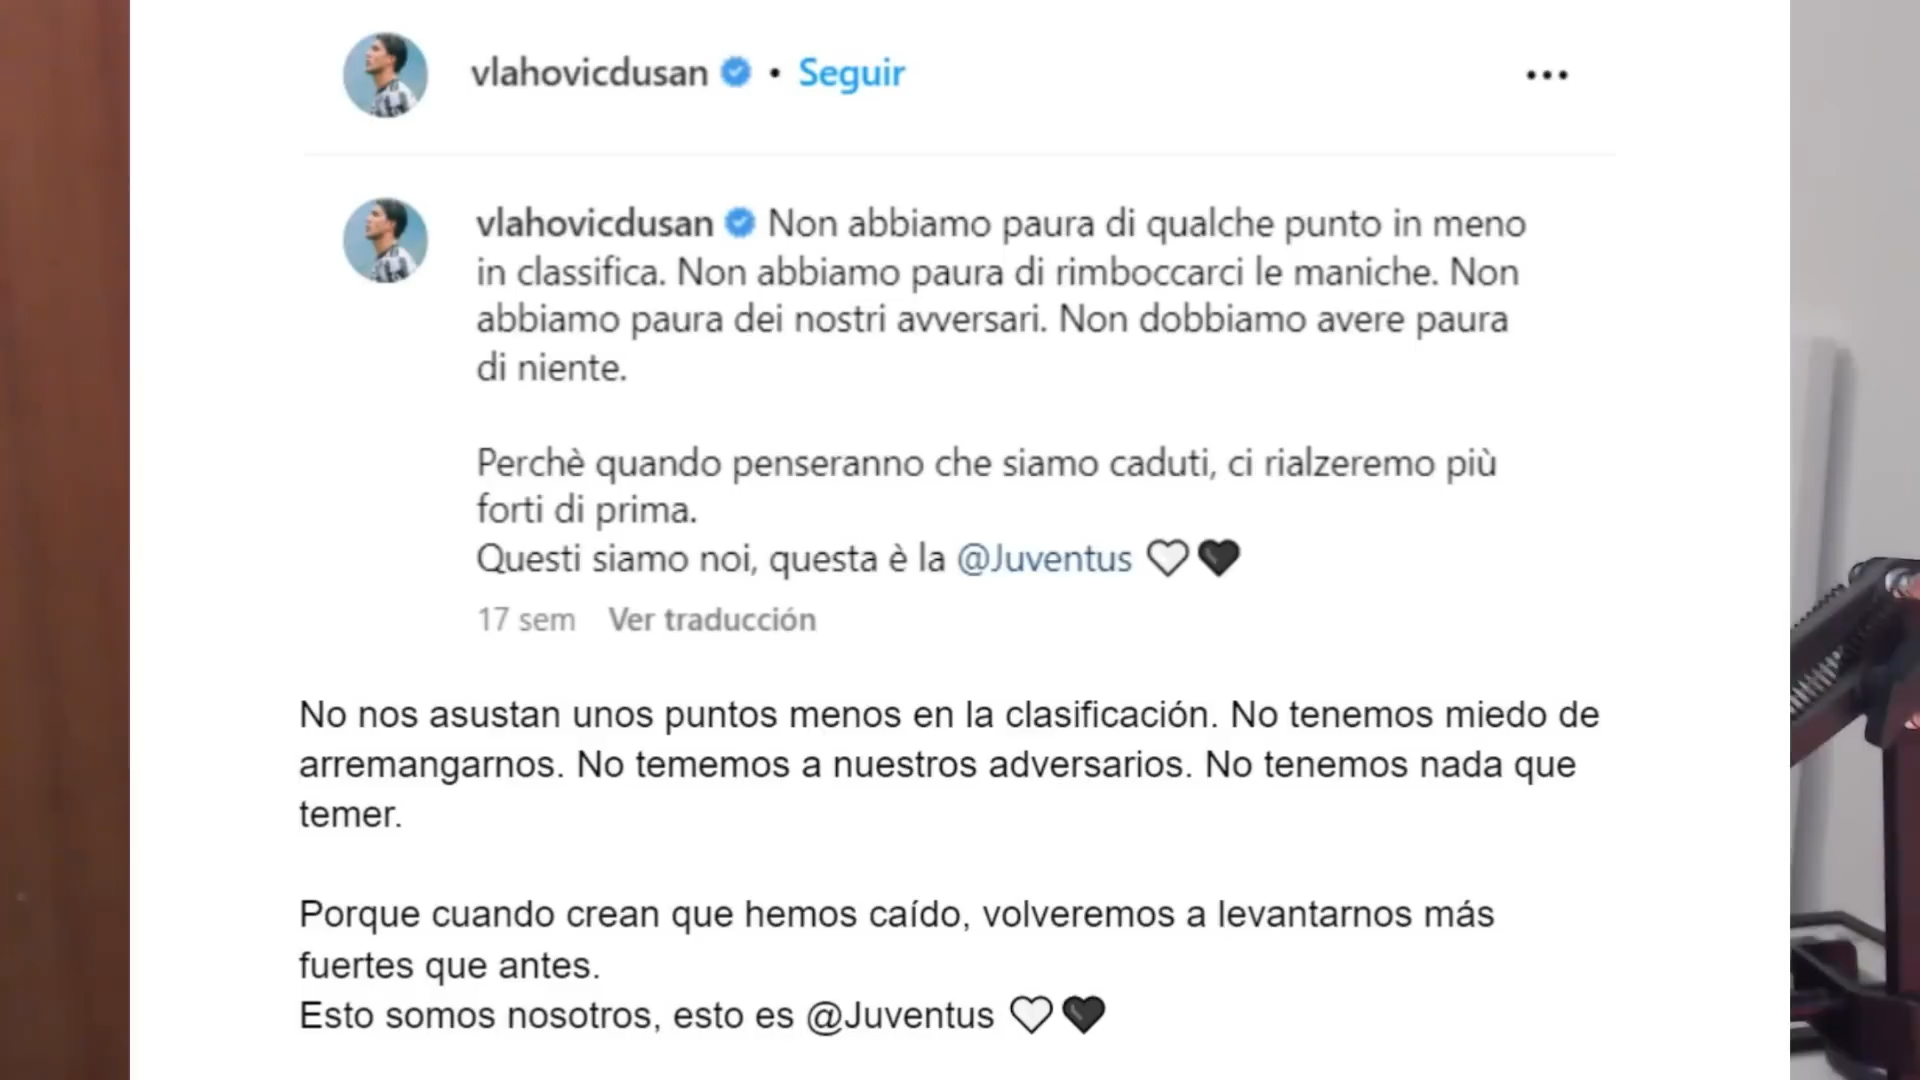 vlahovicdusan • Seguir
vlahovicdusan Non abbiamo paura di qualche punto in meno
in classifica. Non abbiamo paura di rimboccarci le maniche. Non
abbiamo paura dei nostri avversari. Non dobbiamo avere paura
di niente.
Perchè quando penseranno che siamo caduti, ci rialzeremo più
forti di prima.
Questi siamo noi, questa è la @Juventus 🤍🖤
17 sem Ver traducción
No nos asustan unos puntos menos en la clasificación. No tenemos miedo de
arremangarnos. No tememos a nuestros adversarios. No tenemos nada que
temer.
Porque cuando crean que hemos caído, volveremos a levantarnos más
fuertes que antes.
Esto somos nosotros, esto es @Juventus 🤍🖤